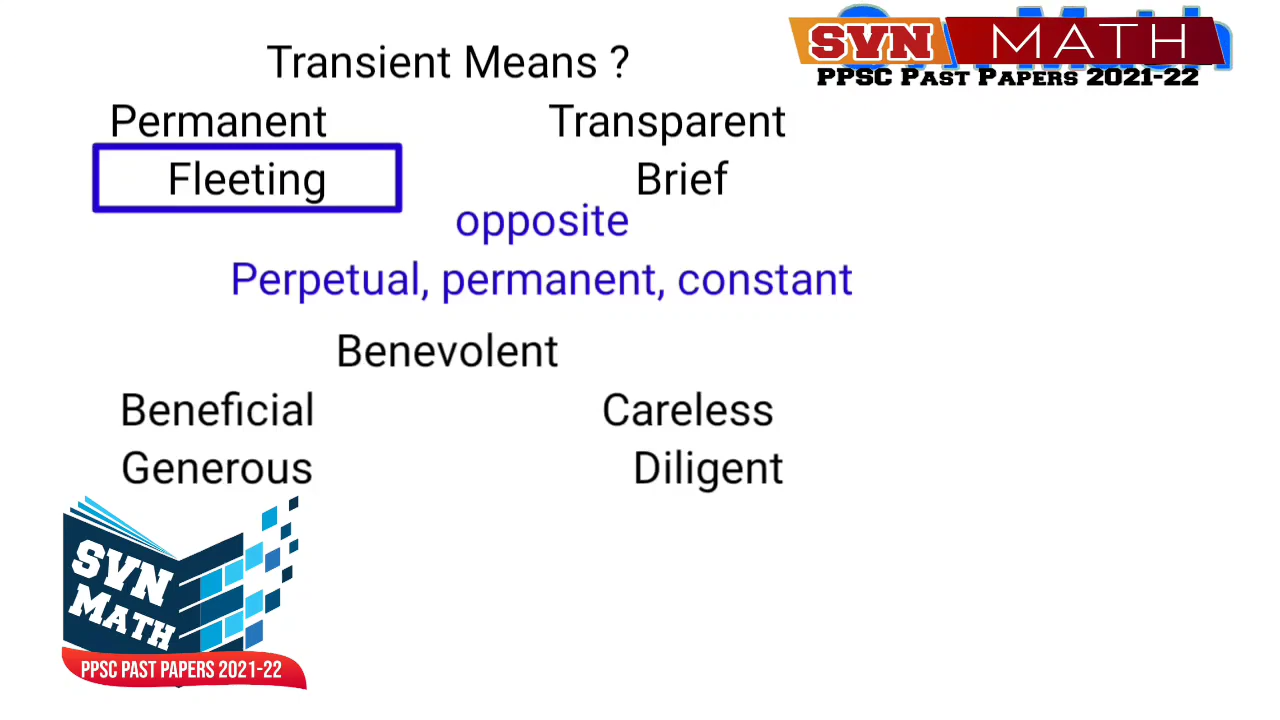 Transient Means ?
SVN MATH
PPSC PAST PAPERS 2021-22
Permanent Transparent
Fleeting Brief
opposite
Perpetual, permanent, constant
Benevolent
Beneficial Careless
Generous Diligent
SVN
MATH
PPSC PAST PAPERS 2021-22